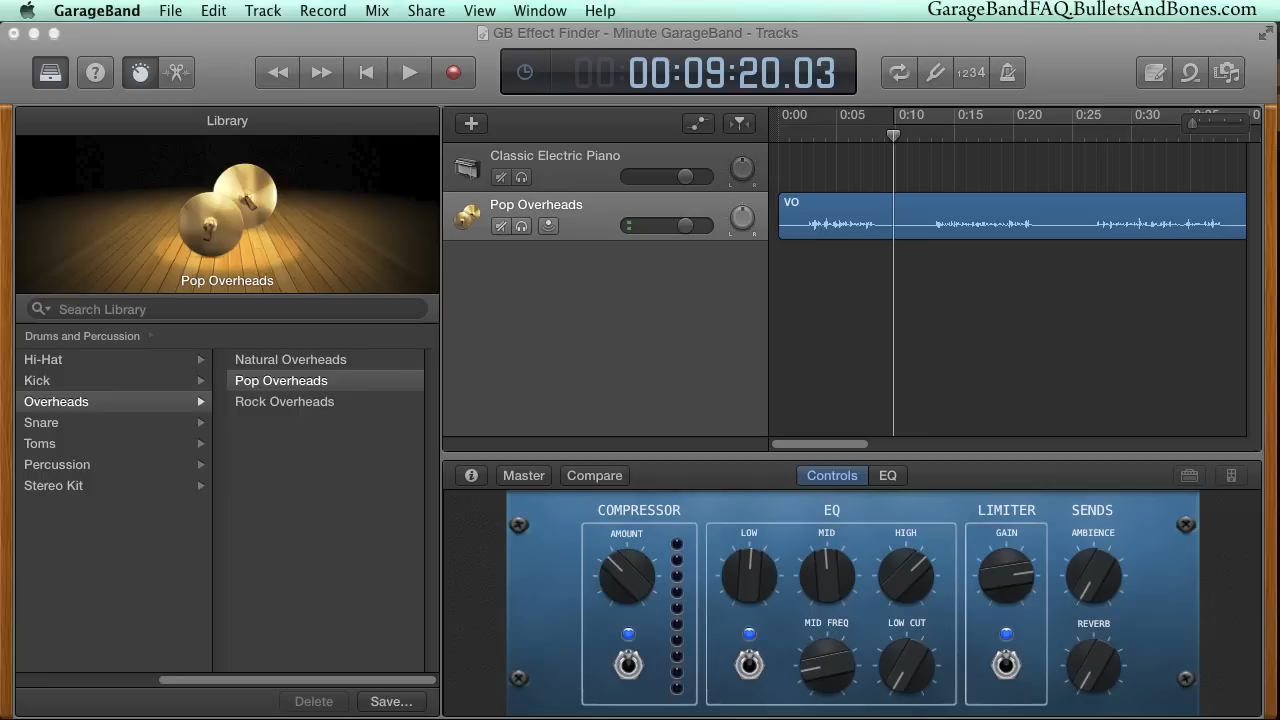 GarageBand File Edit Track Record Mix Share View Window Help GarageBandFAQ.BulletsAndBones.com
GB Effect Finder - Minute GarageBand - Tracks
00:09:20.03
1234
Library
Pop Overheads
Search Library
Drums and Percussion
Hi-Hat
Kick
Overheads
Snare
Toms
Percussion
Stereo Kit
Natural Overheads
Pop Overheads
Rock Overheads
Delete Save...
0:00 0:05 0:10 0:15 0:20 0:25 0:30
Classic Electric Piano
L R
Pop Overheads
L R
VO
Master Compare Controls EQ
COMPRESSOR EQ LIMITER SENDS
AMOUNT LOW MID HIGH GAIN AMBIENCE
MID FREQ LOW CUT REVERB